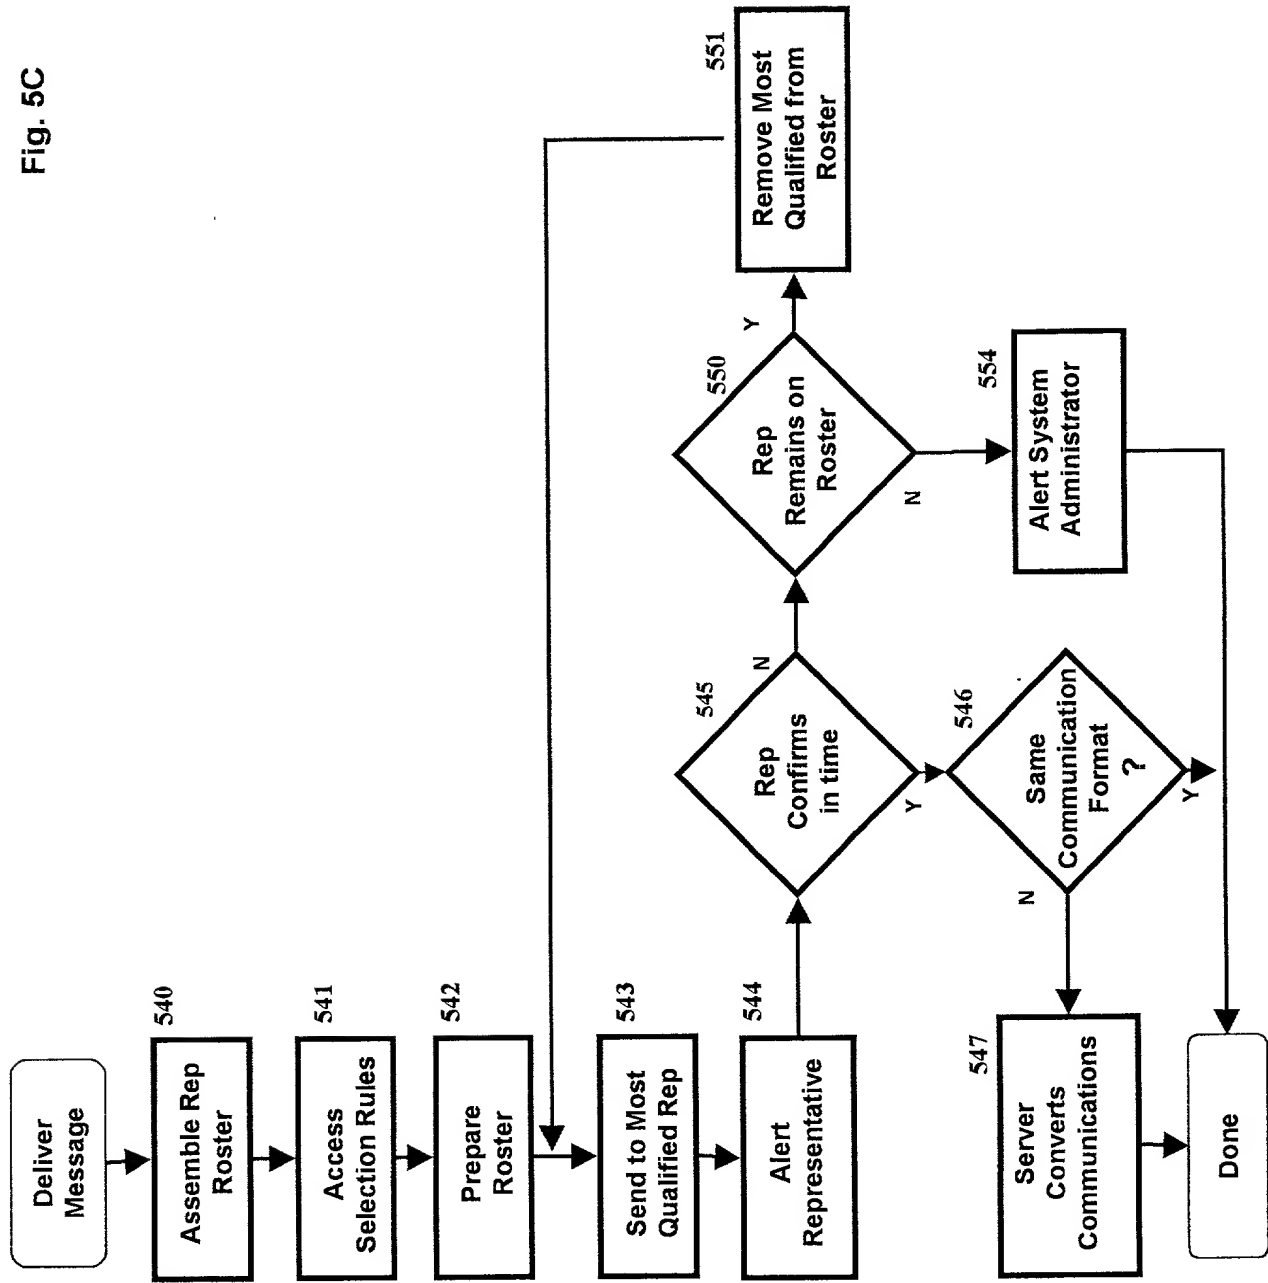 Fig. 5C
Deliver
Message
540
Assemble Rep
Roster
541
Access
Selection Rules
542
Prepare
Roster
543
Send to Most
Qualified Rep
544
Alert
Representative
545
Rep
Confirms
in time
N
Y
550
Rep
Remains on
Roster
Y
N
551
Remove Most
Qualified from
Roster
554
Alert System
Administrator
546
Same
Communication
Format
?
N
Y
547
Server
Converts
Communications
Done